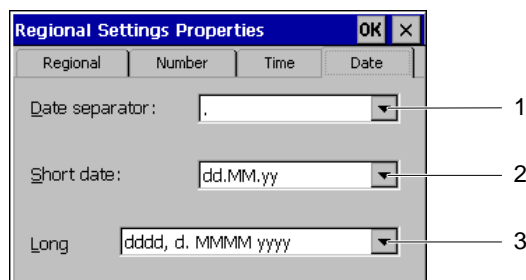 Regional Settings Properties OK ×
Regional Number Time Date
Date separator: . 1
Short date: dd.MM.yy 2
Long dddd, d. MMMM yyyy 3